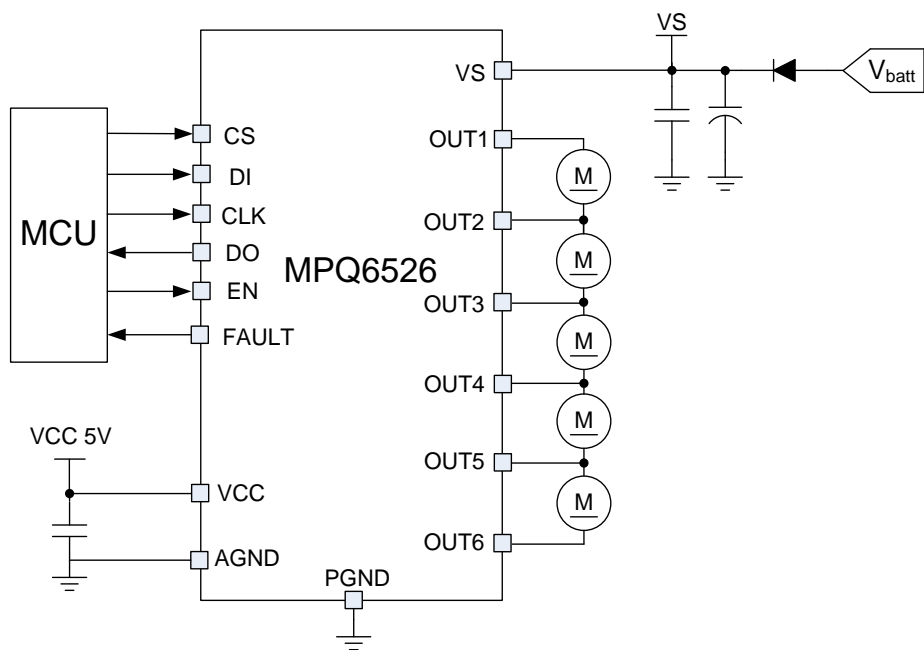 VS
VS
Vbatt
OUT1
CS
M
DI
MCU
CLK
OUT2
DO
MPQ6526
M
EN
OUT3
FAULT
M
OUT4
M
VCC 5V
OUT5
VCC
M
OUT6
AGND
PGND